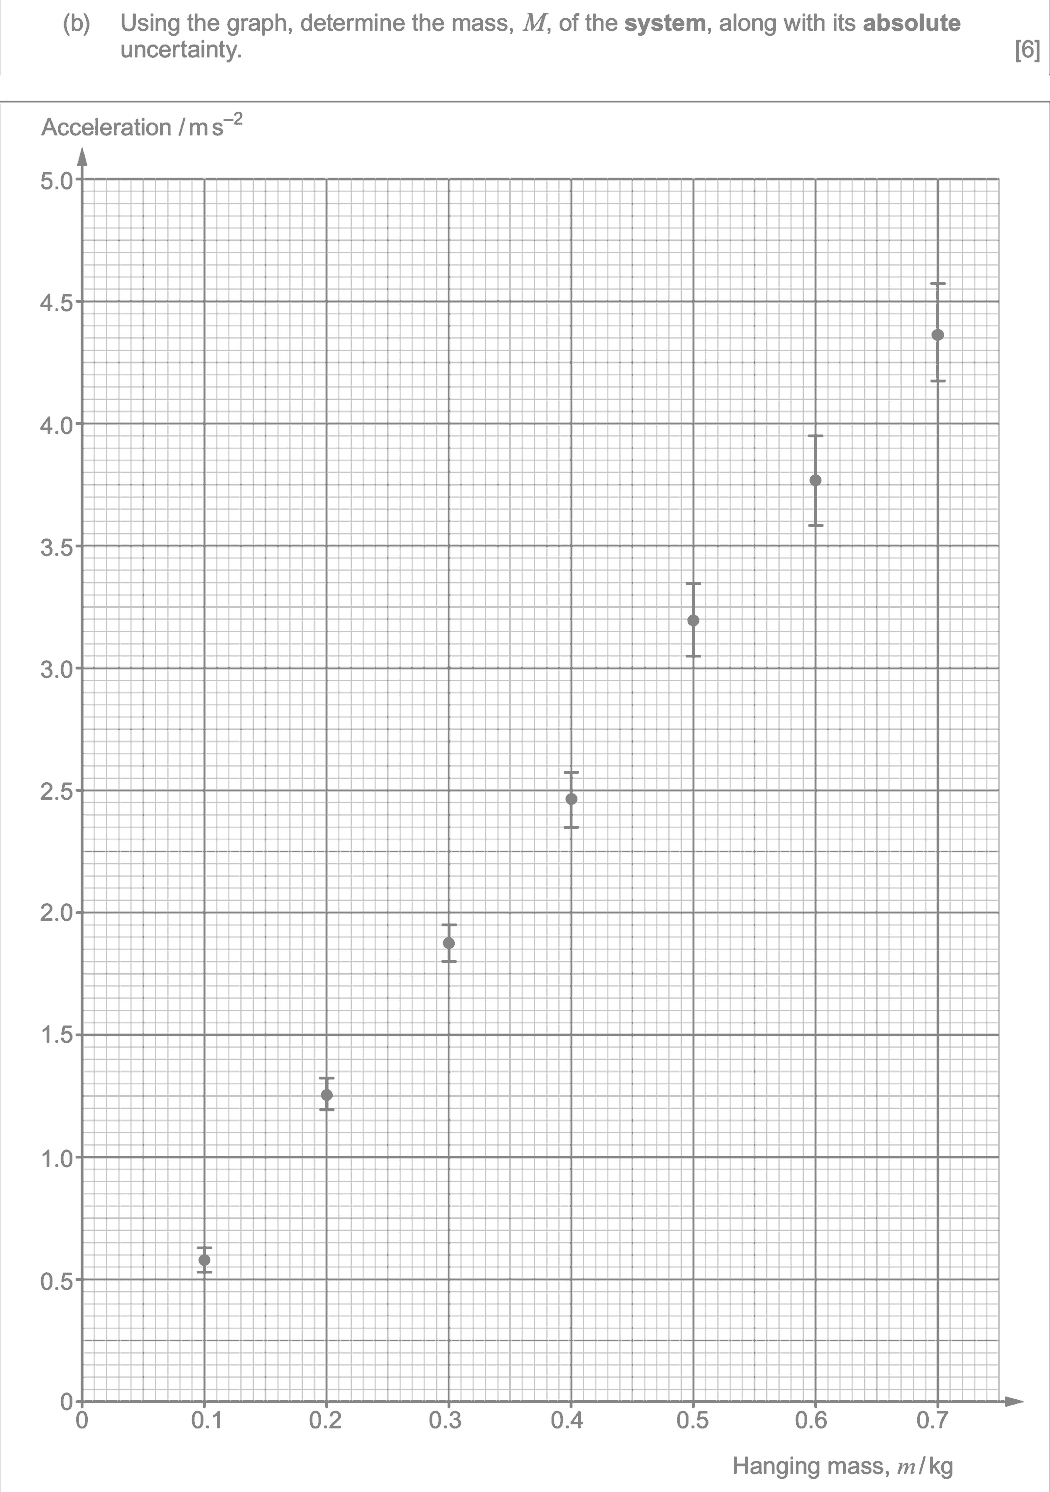 (b) Using the graph, determine the mass, M, of the system, along with its absolute
uncertainty. [6]
Acceleration / m s⁻²
5.0
4.5
4.0
3.5
3.0
2.5
2.0
1.5
1.0
0.5
0
0 0.1 0.2 0.3 0.4 0.5 0.6 0.7
Hanging mass, m / kg